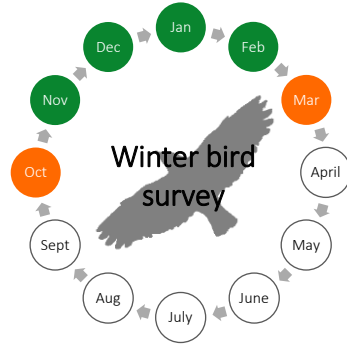 Jan
Feb
Mar
April
May
June
July
Aug
Sept
Oct
Nov
Dec
Winter bird
survey